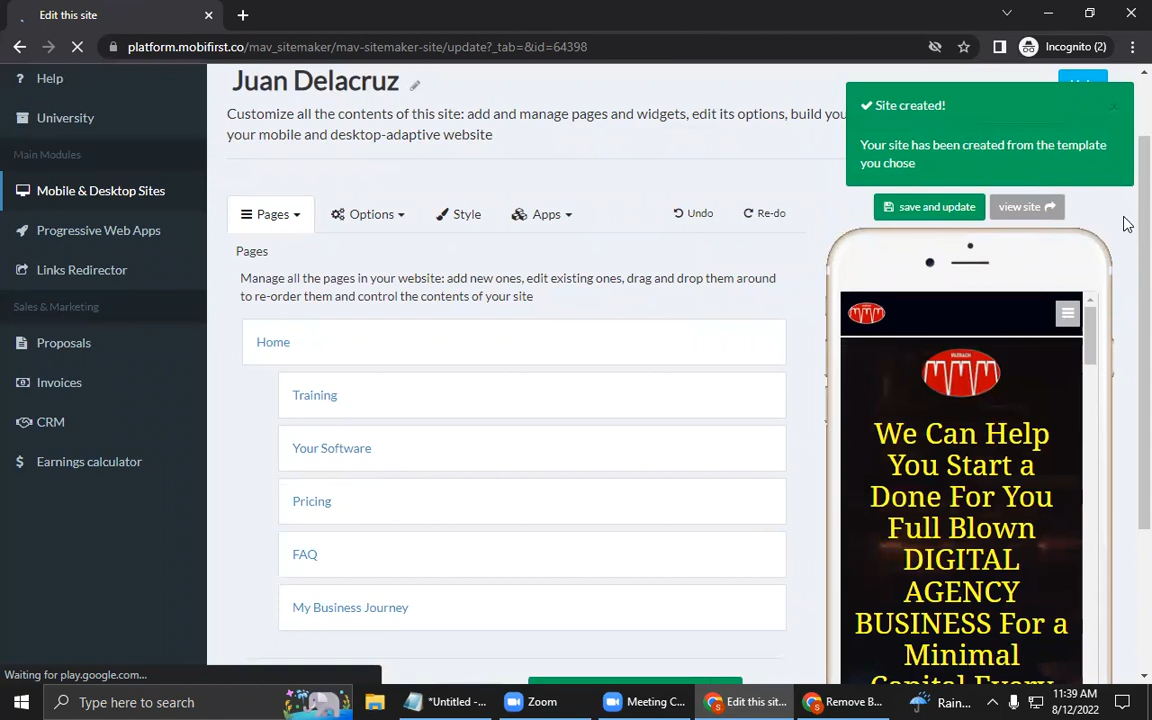 Edit this site
platform.mobifirst.co/mav_sitemaker/mav-sitemaker-site/update?_tab=&id=64398
Incognito (2)
Help
University
Main Modules
Mobile & Desktop Sites
Progressive Web Apps
Links Redirector
Sales & Marketing
Proposals
Invoices
CRM
Earnings calculator
Juan Delacruz
Customize all the contents of this site: add and manage pages and widgets, edit its options, build you
your mobile and desktop-adaptive website
Site created!
Your site has been created from the template
you chose
Pages
Options
Style
Apps
Undo
Re-do
save and update
view site
Pages
Manage all the pages in your website: add new ones, edit existing ones, drag and drop them around
to re-order them and control the contents of your site
Home
Training
Your Software
Pricing
FAQ
My Business Journey
We Can Help
You Start a
Done For You
Full Blown
DIGITAL
AGENCY
BUSINESS For a
Minimal
Capital Every
Waiting for play.google.com...
Type here to search
*Untitled -...
Zoom
Meeting C...
Edit this sit...
Remove B...
Rain...
11:39 AM
8/12/2022